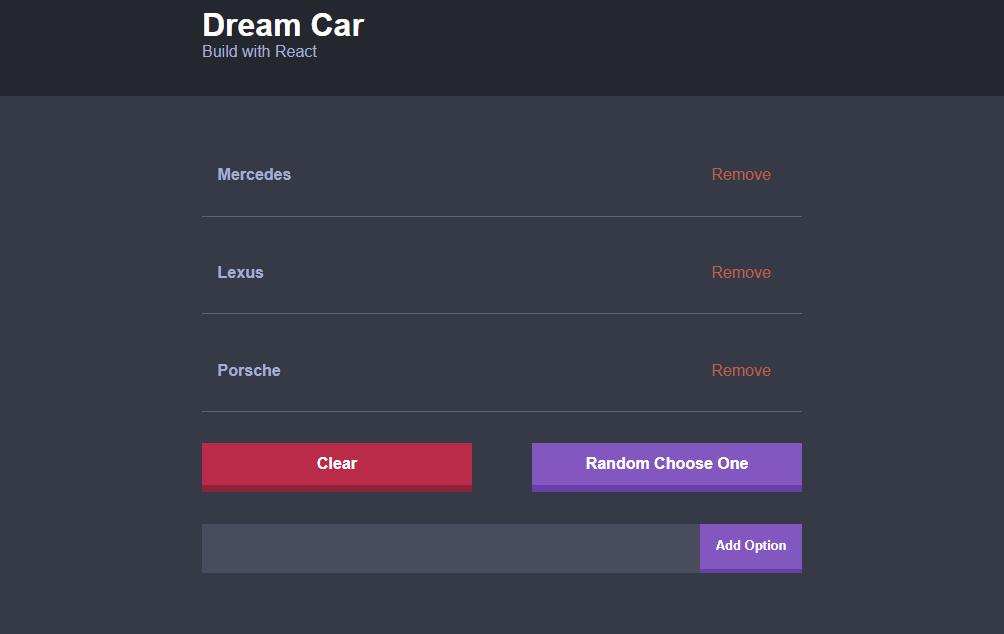 Dream Car
Build with React
Mercedes Remove
Lexus Remove
Porsche Remove
Clear Random Choose One
Add Option